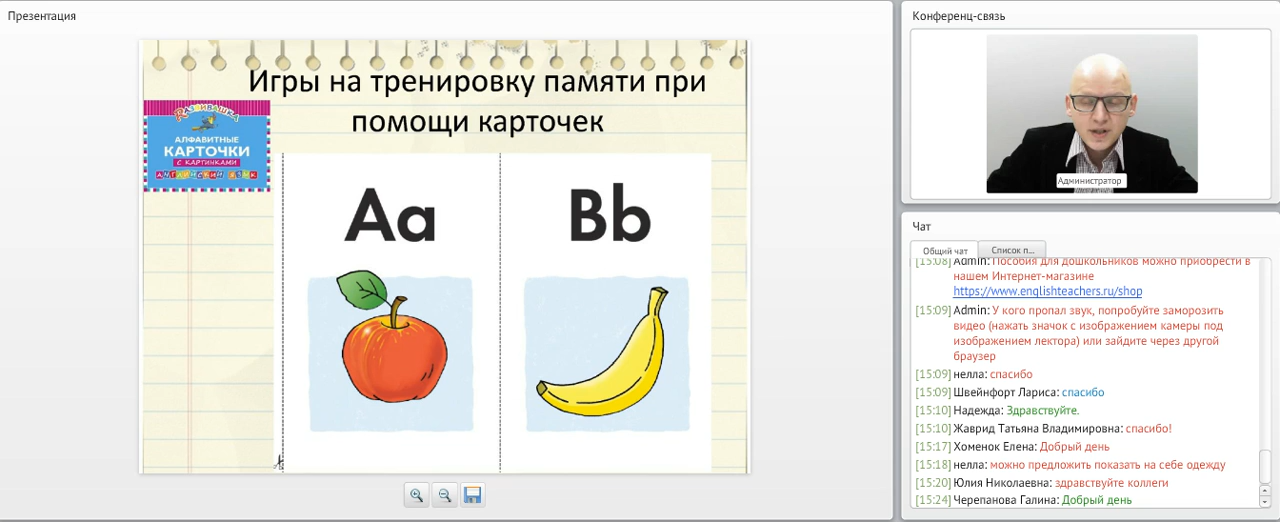 Презентация
Игры на тренировку памяти при
помощи карточек
РАЗВИВАШКА
АЛФАВИТНЫЕ
КАРТОЧКИ
С КАРТИНКАМИ
АНГЛИЙСКИЙ ЯЗЫК
Aa
Bb
Конференц-связь
Администратор
Чат
Общий чат
Список п...
[15:08] Admin: Пособия для дошкольников можно приобрести в
нашем Интернет-магазине
https://www.englishteachers.ru/shop
[15:09] Admin: У кого пропал звук, попробуйте заморозить
видео (нажать значок с изображением камеры под
изображением лектора) или зайдите через другой
браузер
[15:09] нелла: спасибо
[15:09] Швейнфорт Лариса: спасибо
[15:10] Надежда: Здравствуйте.
[15:10] Жаврид Татьяна Владимировна: спасибо!
[15:17] Хоменок Елена: Добрый день
[15:18] нелла: можно предложить показать на себе одежду
[15:20] Юлия Николаевна: здравствуйте коллеги
[15:24] Черепанова Галина: Добрый день